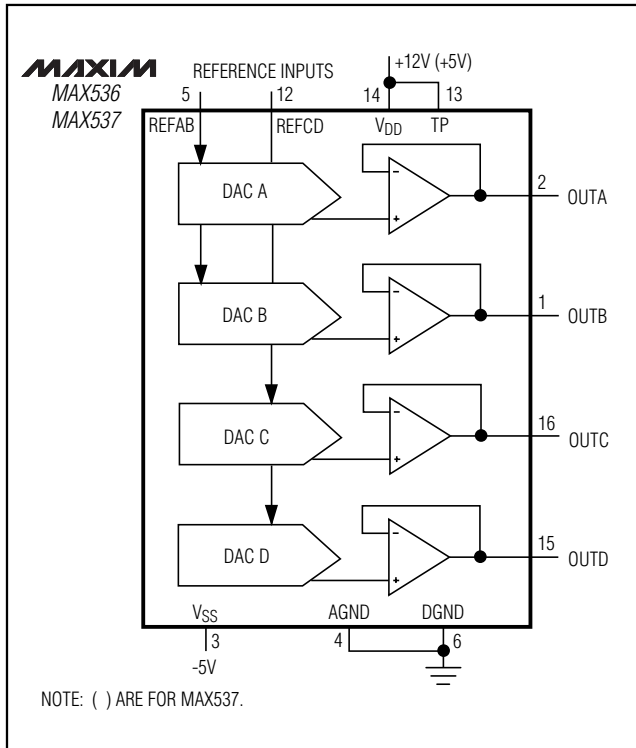 MAXIM
MAX536
MAX537
REFERENCE INPUTS
+12V (+5V)
5 12 14 13
REFAB REFCD VDD TP
DAC A
- +
2 OUTA
DAC B
- +
1 OUTB
DAC C
- +
16 OUTC
DAC D
- +
15 OUTD
VSS AGND DGND
3 4 6
-5V
NOTE: ( ) ARE FOR MAX537.